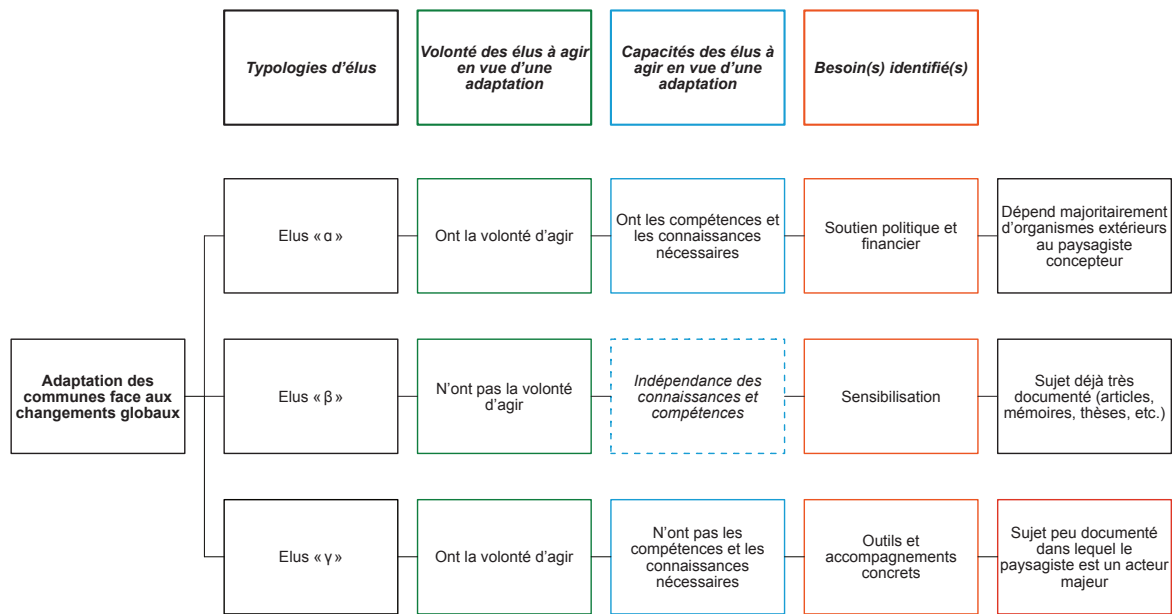 Typologies d’élus
Volonté des élus à agir
en vue d’une
adaptation
Capacités des élus à
agir en vue d’une
adaptation
Besoin(s) identifié(s)
Adaptation des
communes face aux
changements globaux
Elus « α »
Ont la volonté d’agir
Ont les compétences et
les connaissances
nécessaires
Soutien politique et
financier
Dépend majoritairement
d’organismes extérieurs
au paysagiste
concepteur
Elus « β »
N’ont pas la volonté
d’agir
Indépendance des
connaissances et
compétences
Sensibilisation
Sujet déjà très
documenté (articles,
mémoires, thèses, etc.)
Elus « γ »
Ont la volonté d’agir
N’ont pas les
compétences et les
connaissances
nécessaires
Outils et
accompagnements
concrets
Sujet peu documenté
dans lequel le
paysagiste est un acteur
majeur